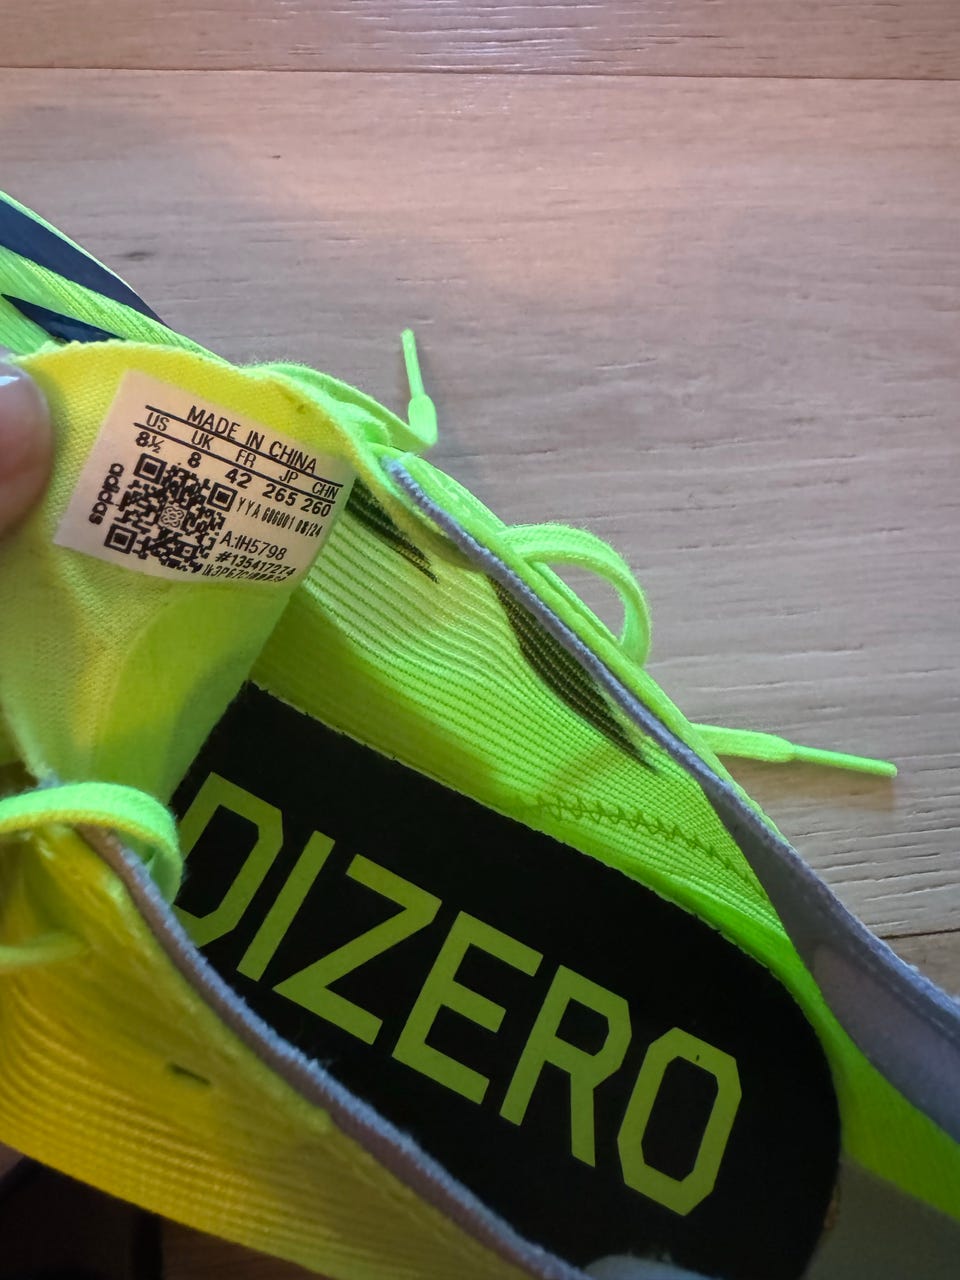 MADE IN CHINA
US UK FR JP CHN
8½ 8 42 265 260
adidas
YYA 606001 08/24
A:IH5798
#135417274
DIZERO